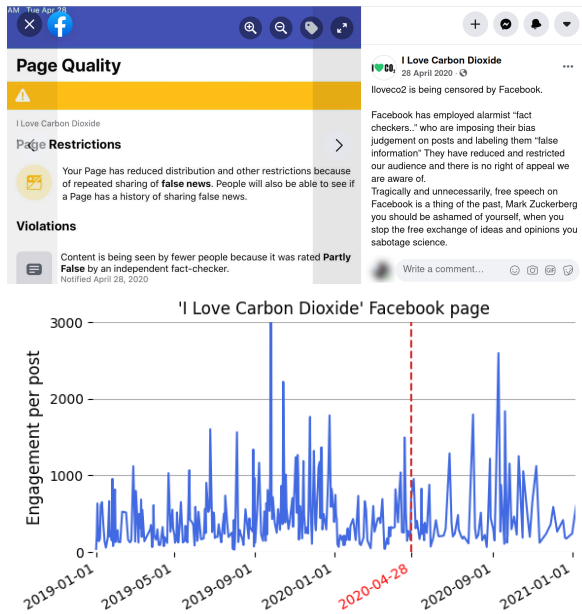 AM Tue Apr 28
Page Quality
I Love Carbon Dioxide
Page Restrictions
Your Page has reduced distribution and other restrictions because
of repeated sharing of false news. People will also be able to see if
a Page has a history of sharing false news.
Violations
Content is being seen by fewer people because it was rated Partly
False by an independent fact-checker.
Notified April 28, 2020
I CO₂
I Love Carbon Dioxide
28 April 2020 ·
Iloveco2 is being censored by Facebook.
Facebook has employed alarmist “fact
checkers..” who are imposing their bias
judgement on posts and labeling them “false
information” They have reduced and restricted
our audience and there is no right of appeal we
are aware of.
Tragically and unnecessarily, free speech on
Facebook is a thing of the past, Mark Zuckerberg
you should be ashamed of yourself, when you
stop the free exchange of ideas and opinions you
sabotage science.
Write a comment...
GIF
'I Love Carbon Dioxide' Facebook page
Engagement per post
3000
2000
1000
0
2019-01-01
2019-05-01
2019-09-01
2020-01-01
2020-04-28
2020-09-01
2021-01-01